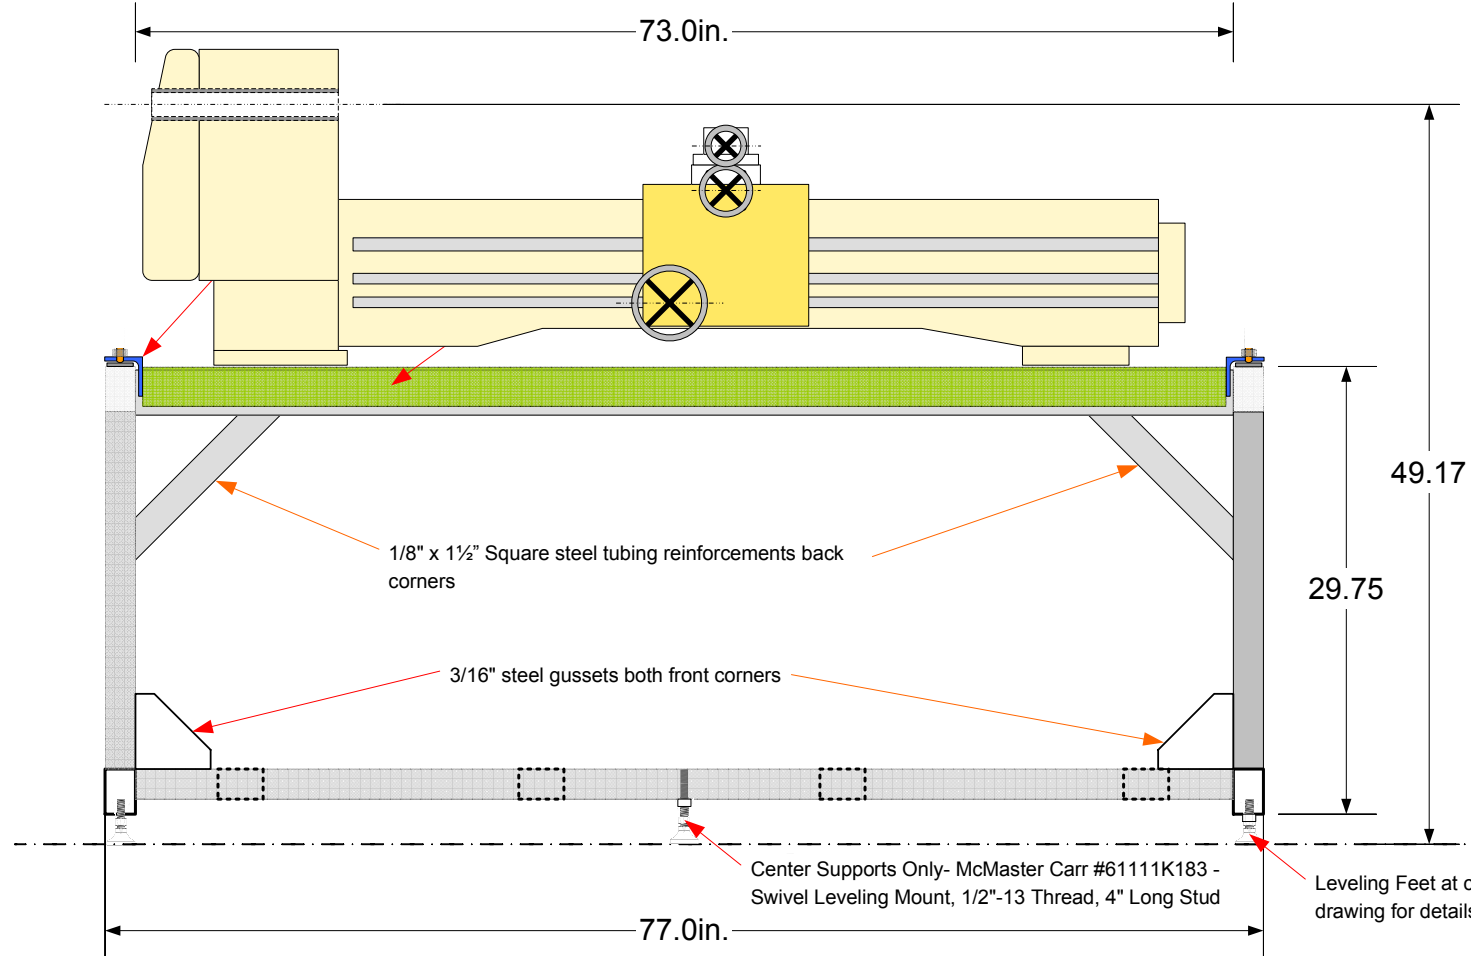 73.0in.
49.17
1/8" x 1½” Square steel tubing reinforcements back
corners
29.75
3/16" steel gussets both front corners
Center Supports Only- McMaster Carr #61111K183 -
Swivel Leveling Mount, 1/2"-13 Thread, 4" Long Stud
Leveling Feet at
drawing for details
77.0in.